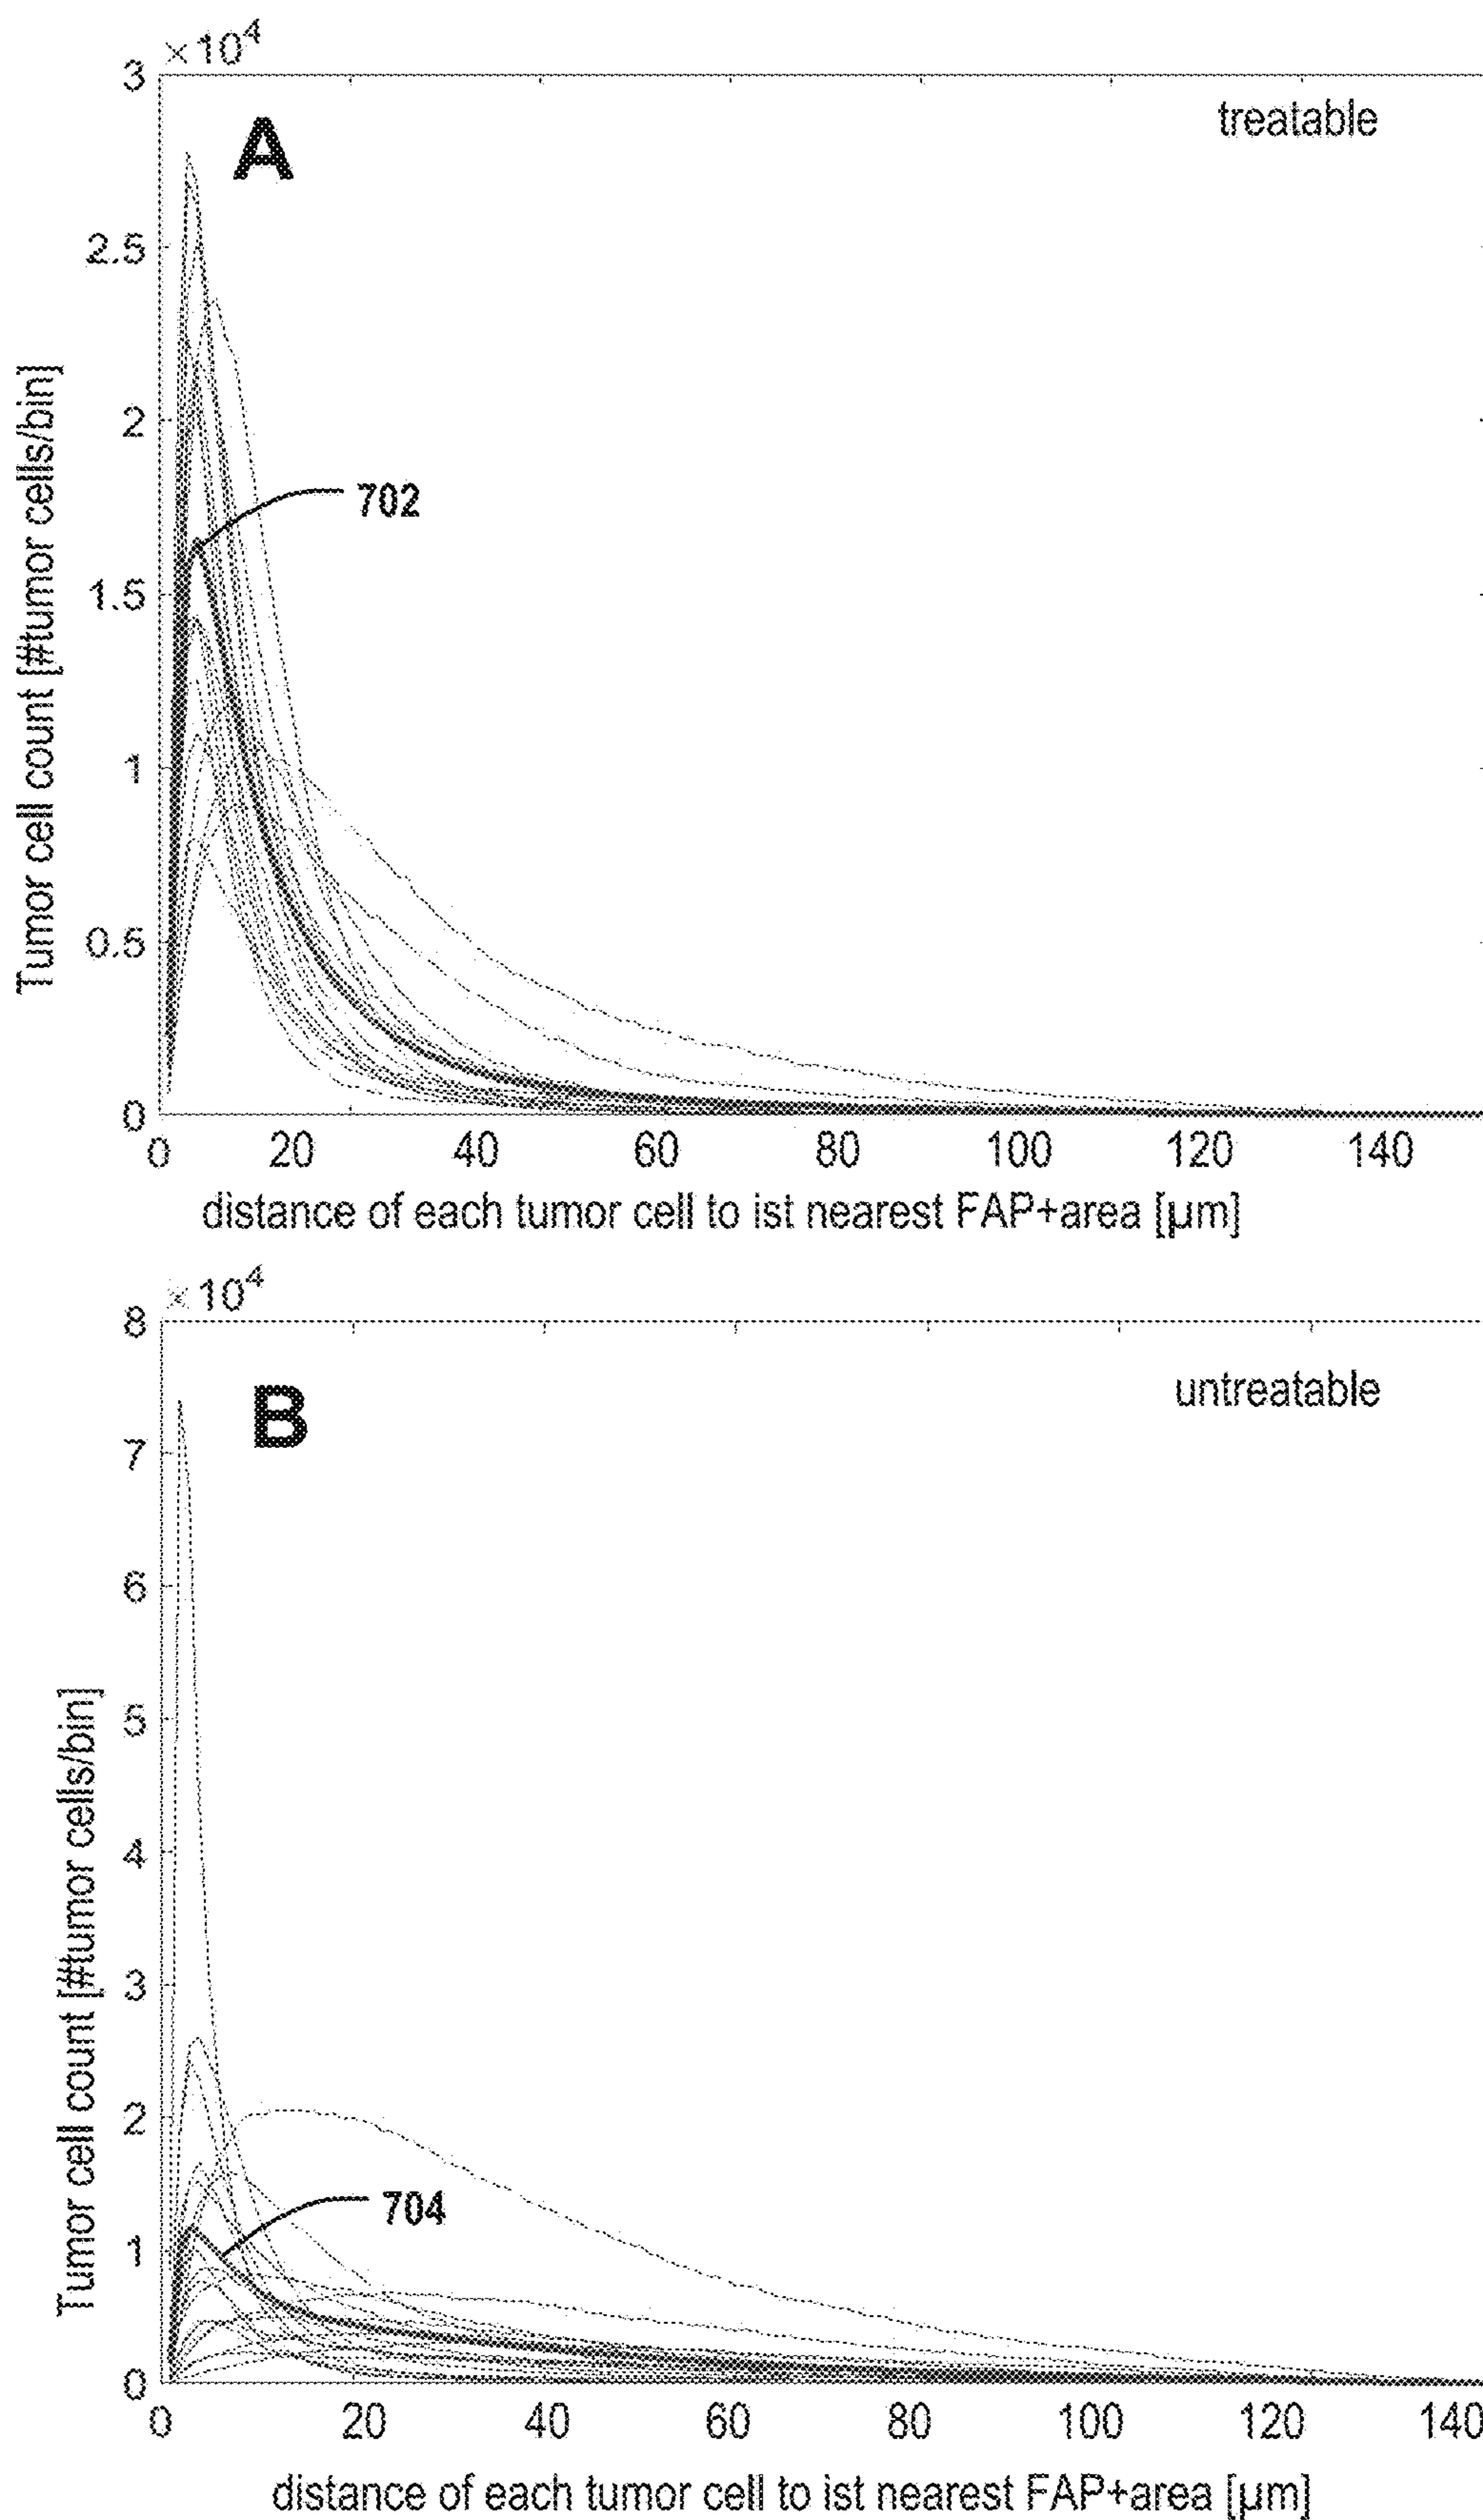 ×10⁴
3
A
treatable
2.5
2
702
1.5
1
0.5
0
Tumor cell count [#tumor cells/bin]
0 20 40 60 80 100 120 140
distance of each tumor cell to ist nearest FAP+area [µm]
×10⁴
8
B
untreatable
7
6
5
4
3
2
704
1
0
Tumor cell count [#tumor cells/bin]
0 20 40 60 80 100 120 140
distance of each tumor cell to ist nearest FAP+area [µm]